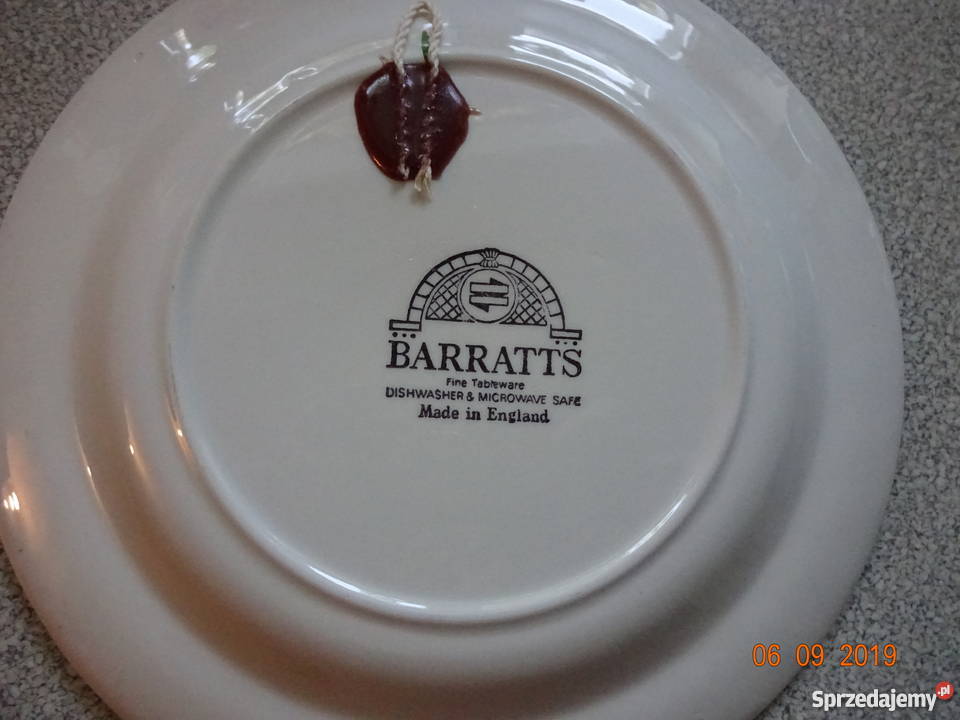 BARRATTS
Fine Tableware
DISHWASHER & MICROWAVE SAFE
Made in England
06 09 2019
Sprzedajemy.pl